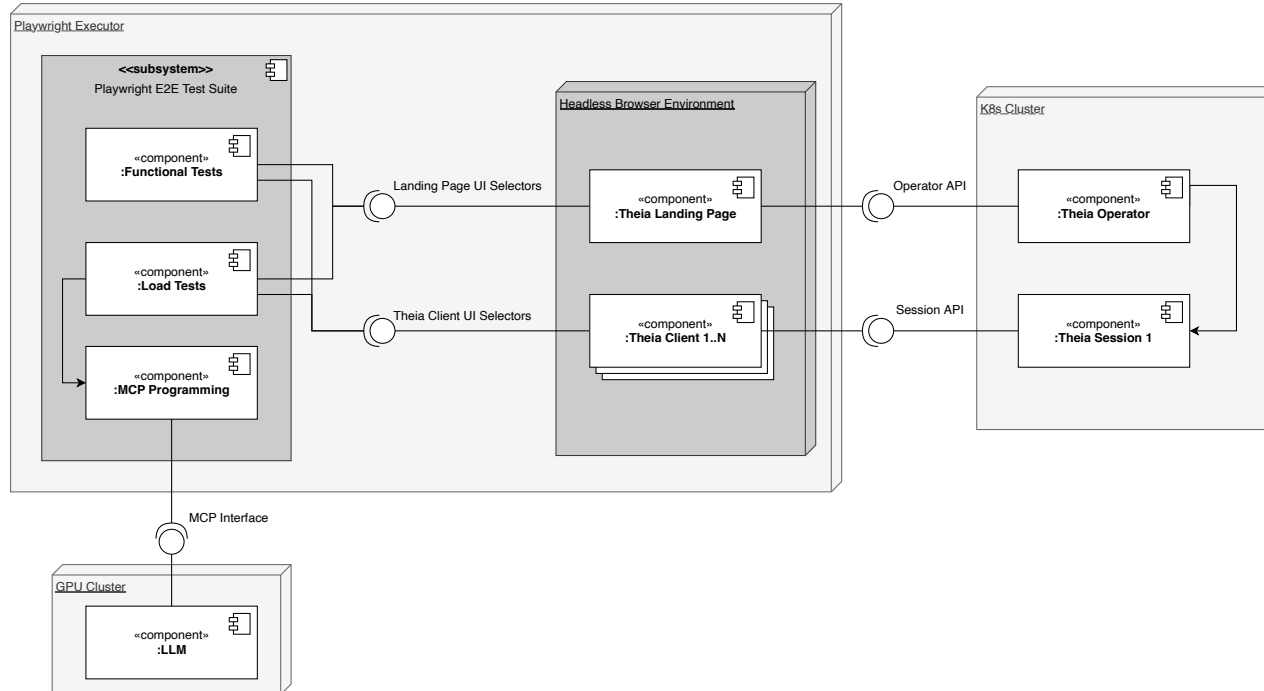 Playwright Executor
<<subsystem>>
Playwright E2E Test Suite
«component»
:Functional Tests
«component»
:Load Tests
«component»
:MCP Programming
Landing Page UI Selectors
Theia Client UI Selectors
Headless Browser Environment
«component»
:Theia Landing Page
«component»
:Theia Client 1..N
Operator API
Session API
K8s Cluster
«component»
:Theia Operator
«component»
:Theia Session 1
MCP Interface
GPU Cluster
«component»
:LLM